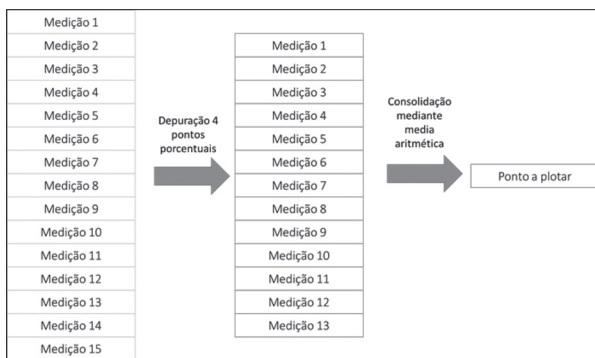 Medição 1
Medição 2
Medição 3
Medição 4
Medição 5
Medição 6
Medição 7
Medição 8
Medição 9
Medição 10
Medição 11
Medição 12
Medição 13
Medição 14
Medição 15
Depuração 4
pontos
porcentuais
Medição 1
Medição 2
Medição 3
Medição 4
Medição 5
Medição 6
Medição 7
Medição 8
Medição 9
Medição 10
Medição 11
Medição 12
Medição 13
Consolidação
mediante
media
aritmética
Ponto a plotar